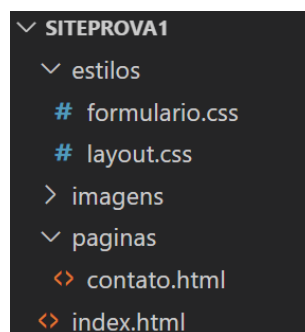 SITEPROVA1
estilos
# formulario.css
# layout.css
imagens
paginas
<> contato.html
<> index.html